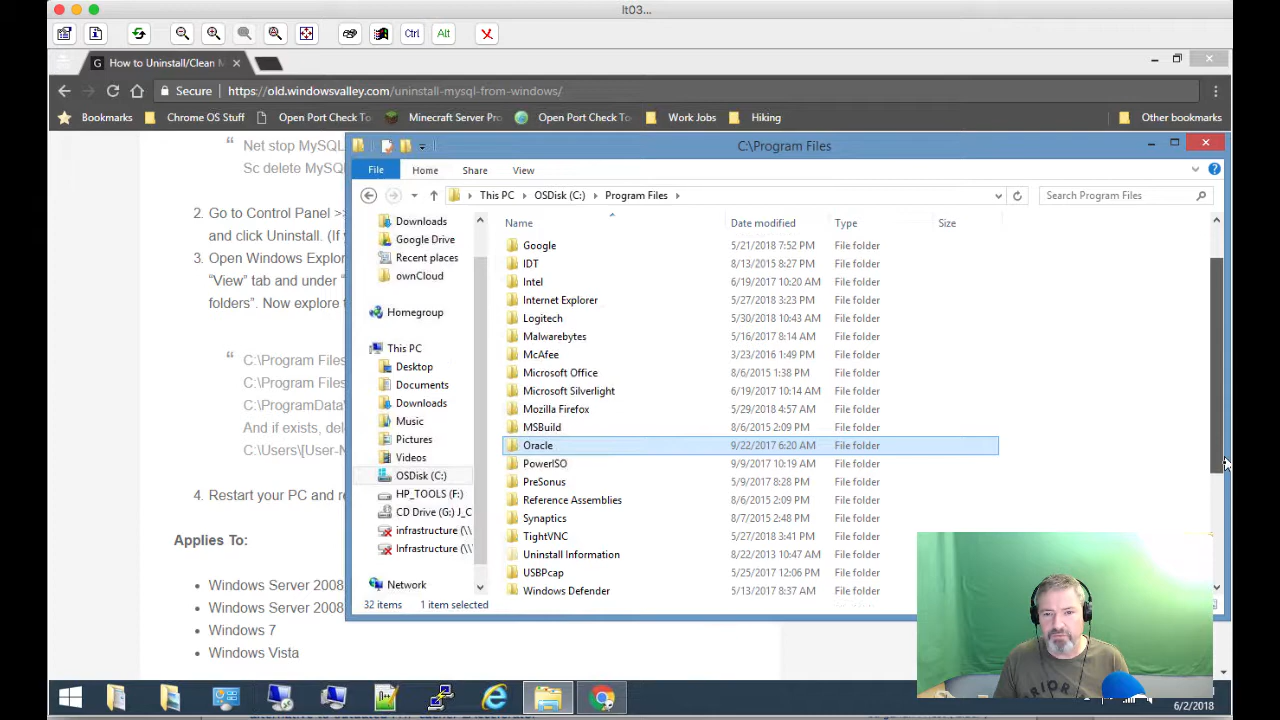 lt03...
Ctrl
Alt
How to Uninstall/Clean M
Secure
https://old.windowsvalley.com/uninstall-mysql-from-windows/
Bookmarks
Chrome OS Stuff
Open Port Check To
Minecraft Server Pro
Open Port Check To
Work Jobs
Hiking
Other bookmarks
Net stop MySQL
Sc delete MySQL
2. Go to Control Panel >>
and click Uninstall. (If y
3. Open Windows Explor
"View" tab and under "
folders". Now explore t
C:\Program Files
C:\Program Files
C:\ProgramData\
And if exists, del
C:\Users\[User-N
4. Restart your PC and re
Applies To:
• Windows Server 2008
• Windows Server 2008
• Windows 7
• Windows Vista
C:\Program Files
File
Home
Share
View
This PC
OSDisk (C:)
Program Files
Search Program Files
Downloads
Google Drive
Recent places
ownCloud
Homegroup
This PC
Desktop
Documents
Downloads
Music
Pictures
Videos
OSDisk (C:)
HP_TOOLS (F:)
CD Drive (G:) J_C
infrastructure (\\
Infrastructure (\\
Network
Name Date modified Type Size
Google 5/21/2018 7:52 PM File folder
IDT 8/13/2015 8:27 PM File folder
Intel 6/19/2017 10:20 AM File folder
Internet Explorer 5/27/2018 3:23 PM File folder
Logitech 5/30/2018 10:43 AM File folder
Malwarebytes 5/16/2017 8:14 AM File folder
McAfee 3/23/2016 1:49 PM File folder
Microsoft Office 8/6/2015 1:38 PM File folder
Microsoft Silverlight 6/19/2017 10:14 AM File folder
Mozilla Firefox 5/29/2018 4:57 AM File folder
MSBuild 8/6/2015 2:09 PM File folder
Oracle 9/22/2017 6:20 AM File folder
PowerISO 9/9/2017 10:19 AM File folder
PreSonus 5/9/2017 8:28 PM File folder
Reference Assemblies 8/6/2015 2:09 PM File folder
Synaptics 8/7/2015 2:48 PM File folder
TightVNC 5/27/2018 3:41 PM File folder
Uninstall Information 8/22/2013 10:47 AM File folder
USBPcap 5/25/2017 12:06 PM File folder
Windows Defender 5/13/2017 8:37 AM File folder
32 items
1 item selected
6/2/2018